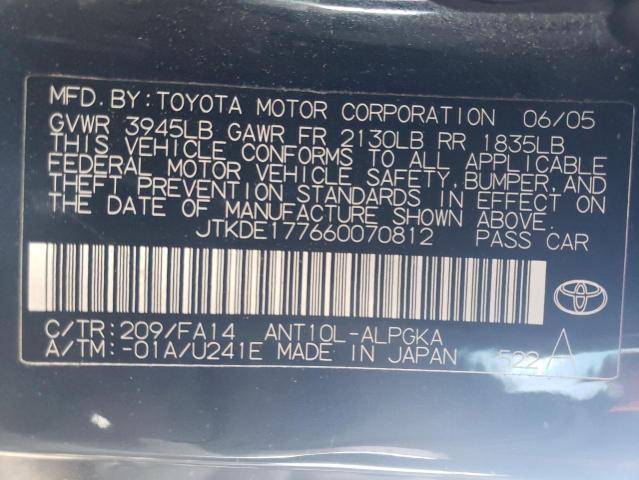 MFD. BY: TOYOTA MOTOR CORPORATION 06/05
GVWR 3945LB GAWR FR 2130LB RR 1835LB
THIS VEHICLE CONFORMS TO ALL APPLICABLE
FEDERAL MOTOR VEHICLE SAFETY, BUMPER, AND
THEFT PREVENTION STANDARDS IN EFFECT ON
THE DATE OF MANUFACTURE SHOWN ABOVE.
JTKDE177660070812 PASS CAR
C/TR: 209/FA14 ANT10L-ALPGKA
A/TM: -01A/U241E MADE IN JAPAN 522 A